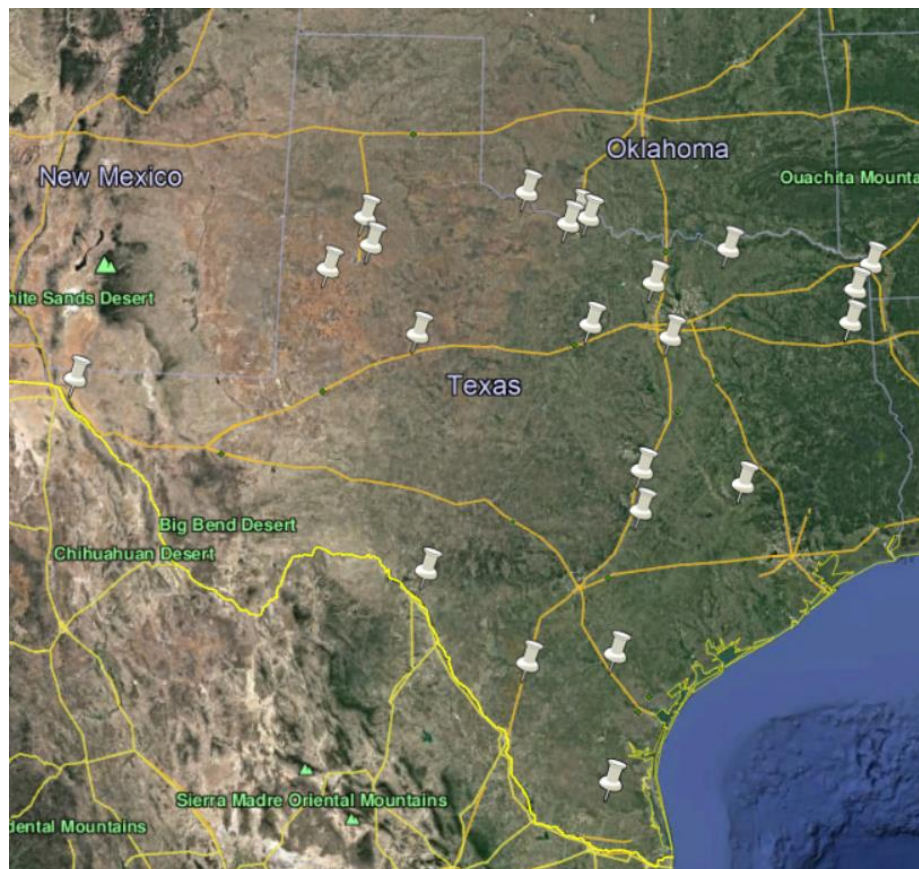 Oklahoma
New Mexico
Ouachita Mounta
hite Sands Desert
Texas
Big Bend Desert
Chihuahuan Desert
Sierra Madre Oriental Mountains
dental Mountains